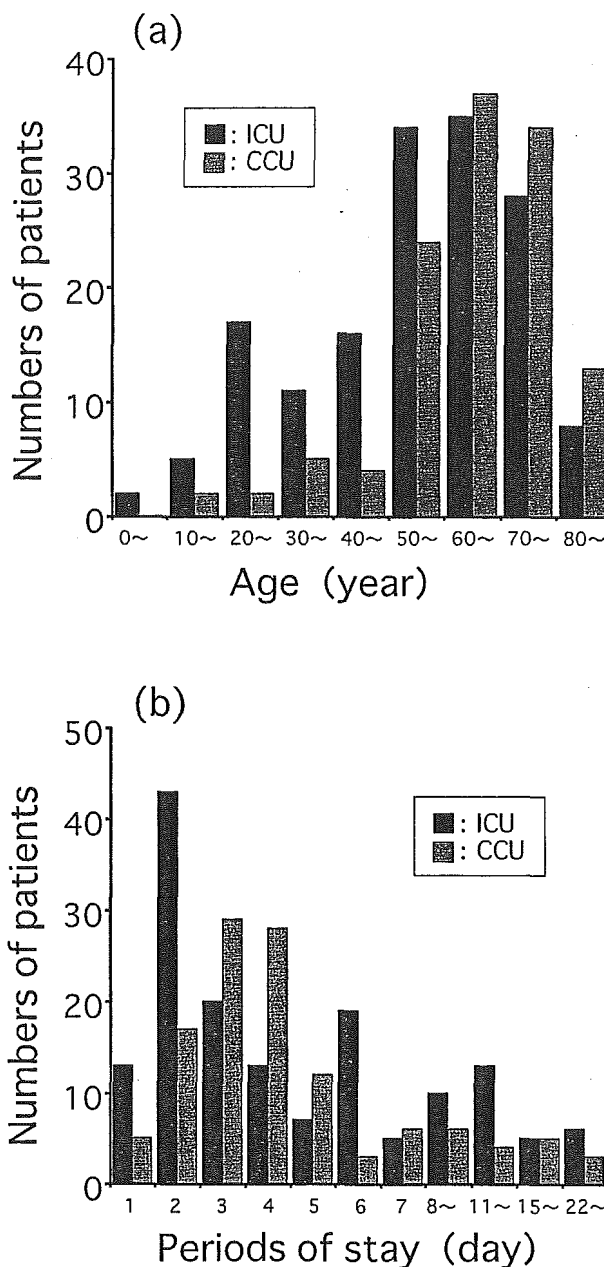 (a)
40
30
20
10
0
Numbers of patients
: ICU
: CCU
0～ 10～ 20～ 30～ 40～ 50～ 60～ 70～ 80～
Age (year)
(b)
50
40
30
20
10
0
Numbers of patients
: ICU
: CCU
1 2 3 4 5 6 7 8～ 11～ 15～ 22～
Periods of stay (day)